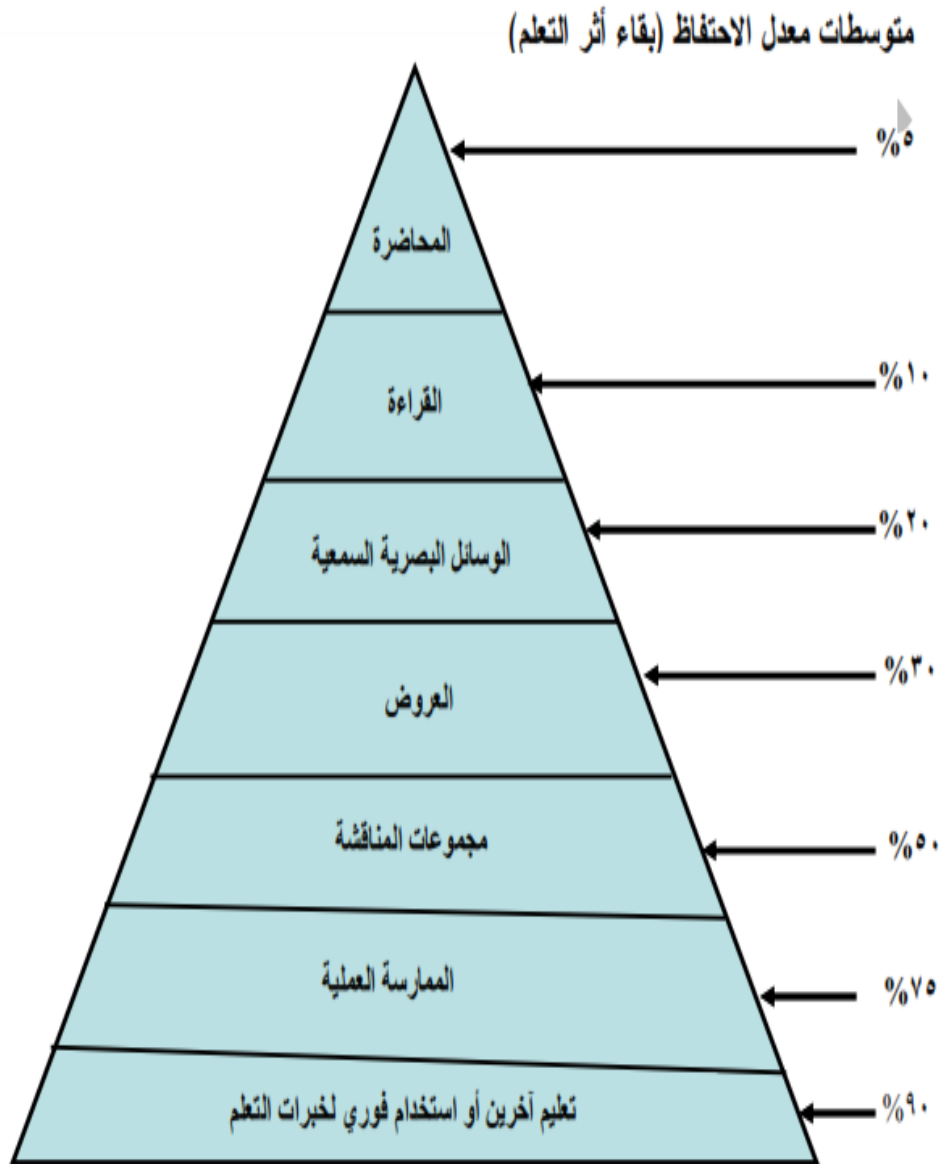 متوسطات معدل الاحتفاظ (بقاء أثر التعلم)
%٥
المحاضرة
%١٠
القراءة
%٢٠
الوسائل البصرية السمعية
%٣٠
العروض
%٥٠
مجموعات المناقشة
%٧٥
الممارسة العملية
%٩٠
تعليم آخرين أو استخدام فوري لخبرات التعلم